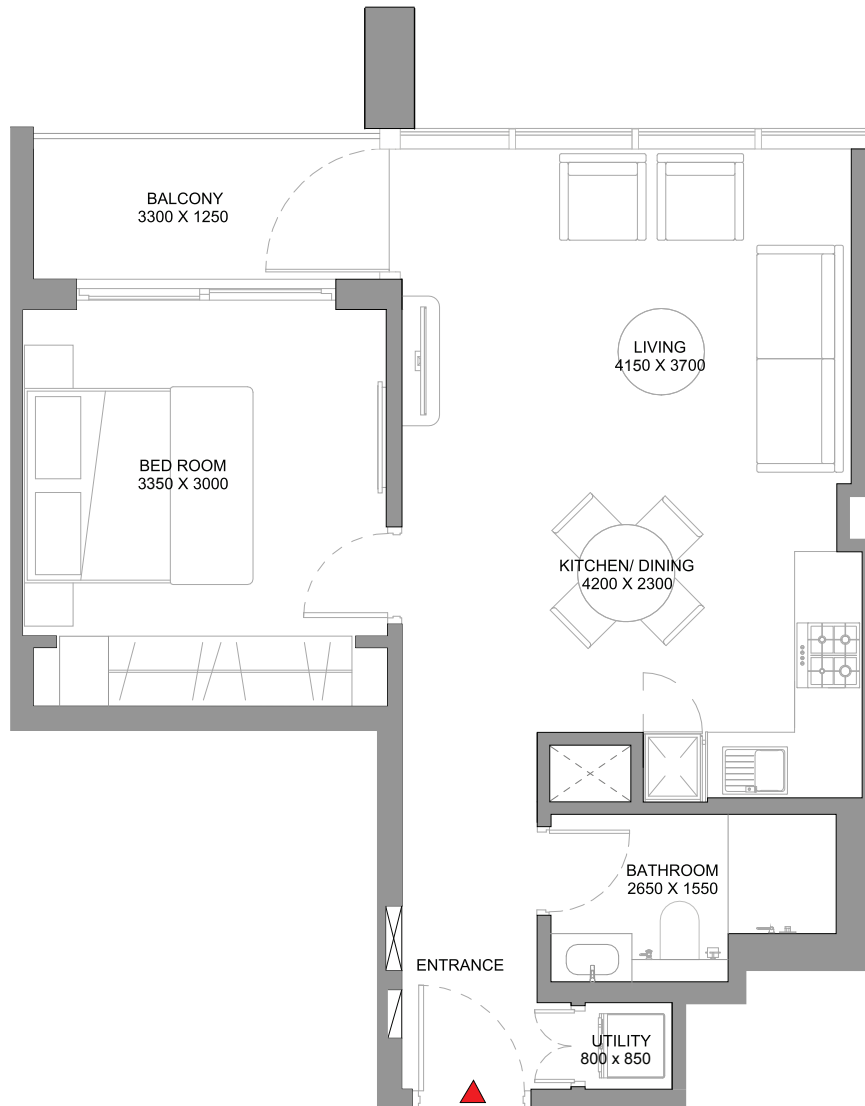 BALCONY
3300 X 1250
LIVING
4150 X 3700
BED ROOM
3350 X 3000
KITCHEN/ DINING
4200 X 2300
BATHROOM
2650 X 1550
ENTRANCE
UTILITY
800 x 850